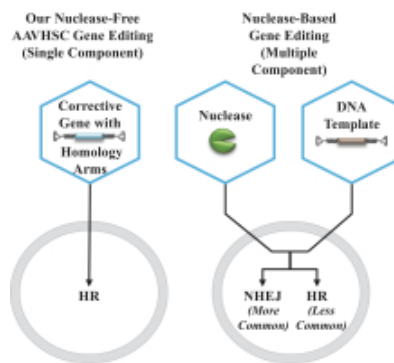 Our Nuclease-Free
AAVHSC Gene Editing
(Single Component)
Nuclease-Based
Gene Editing
(Multiple
Component)
Corrective
Gene with
Homology
Arms
Nuclease
DNA
Template
HR
NHEJ
(More
Common)
HR
(Less
Common)